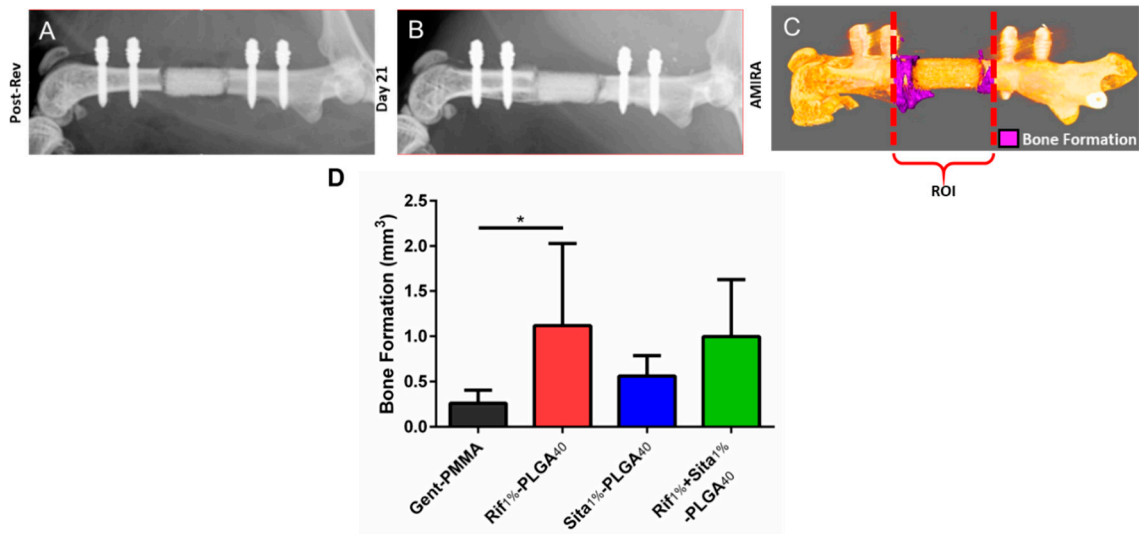 A
Post-Rev
B
Day 21
C
AMIRA
Bone Formation
ROI
D
Bone Formation (mm³)
2.5
2.0
1.5
1.0
0.5
0.0
*
Gent-PMMA
Rif1%-PLGA40
Sita1%-PLGA40
Rif1%+Sita1%
-PLGA40